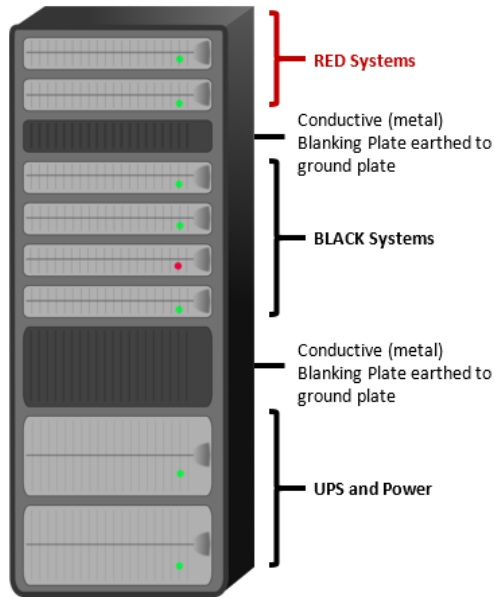 RED Systems
Conductive (metal)
Blanking Plate earthed to
ground plate
BLACK Systems
Conductive (metal)
Blanking Plate earthed to
ground plate
UPS and Power